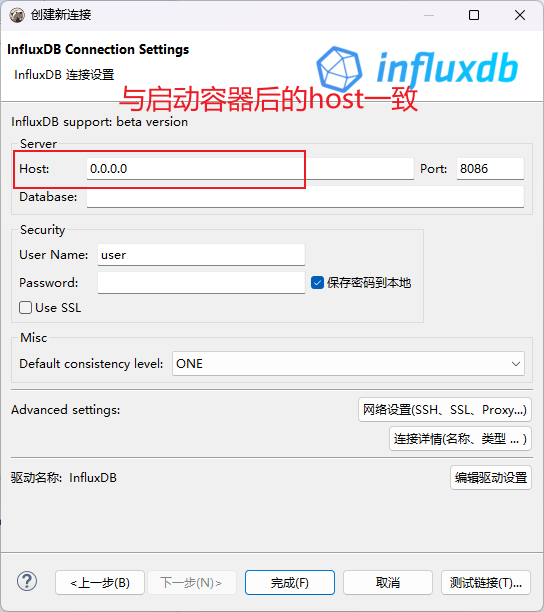 创建新连接
InfluxDB Connection Settings
InfluxDB 连接设置
influxdb
与启动容器后的host一致
InfluxDB support: beta version
Server
Host: 0.0.0.0 Port: 8086
Database:
Security
User Name: user
Password: 保存密码到本地
Use SSL
Misc
Default consistency level: ONE
Advanced settings: 网络设置(SSH、SSL、Proxy...)
连接详情(名称、类型 ... )
驱动名称: InfluxDB 编辑驱动设置
? <上一步(B) 下一步(N)> 完成(F) 取消 测试链接(T)...